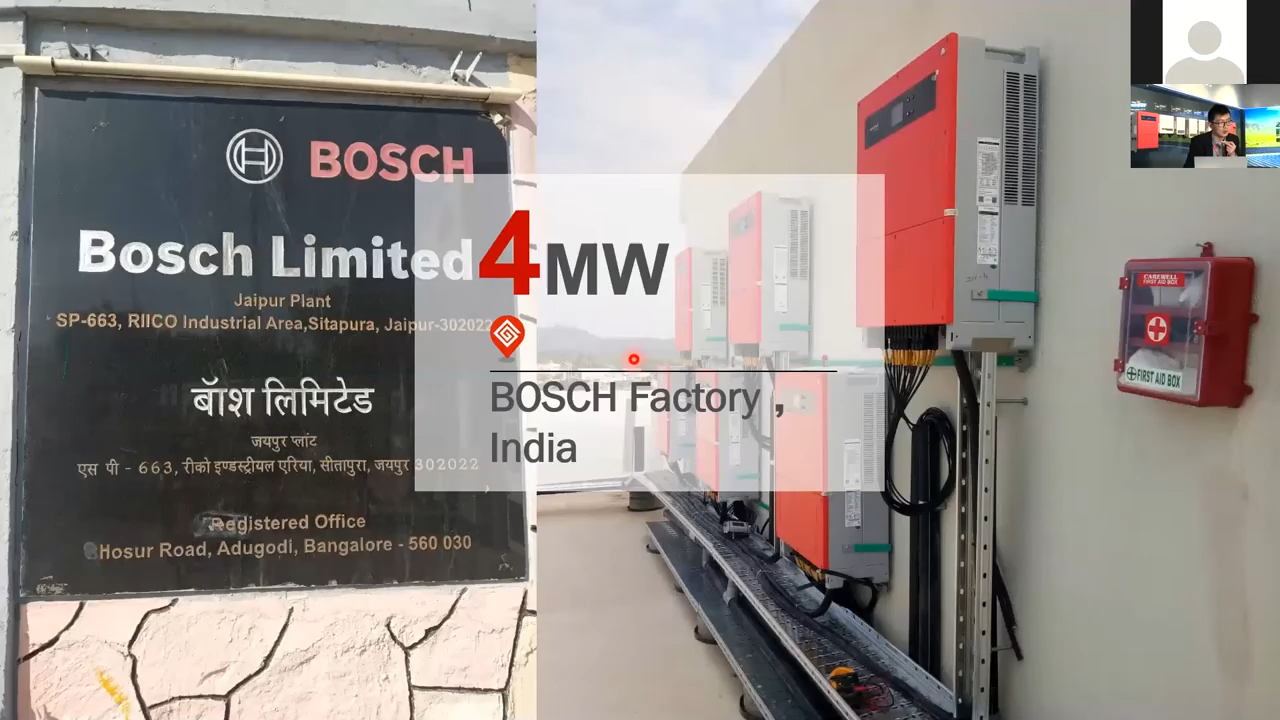 BOSCH
Bosch Limited
Jaipur Plant
SP-663, RIICO Industrial Area,Sitapura, Jaipur-302022
बॉश लिमिटेड
जयपुर प्लांट
एस पी - 663, रीको इण्डस्ट्रीयल एरिया, सीतापुरा, जयपुर 302022
Registered Office
Hosur Road, Adugodi, Bangalore - 560 030
4MW
BOSCH Factory ,
India
CAREWELL
FIRST AID BOX
FIRST AID BOX